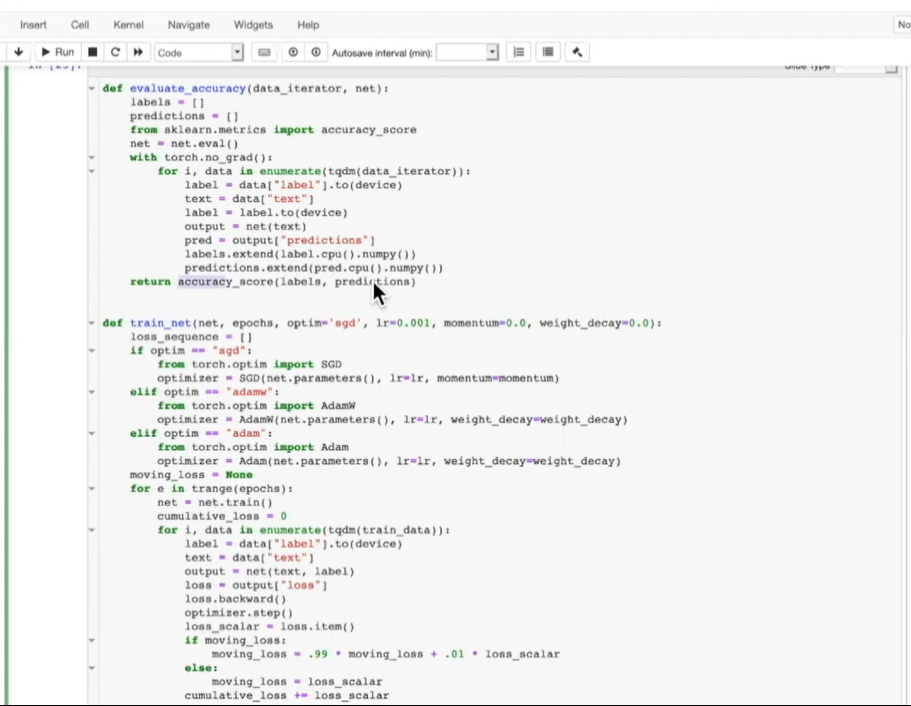 Insert Cell Kernel Navigate Widgets Help No
Run Code Autosave interval (min):
In [29]: Slide Type
def evaluate_accuracy(data_iterator, net):
    labels = []
    predictions = []
    from sklearn.metrics import accuracy_score
    net = net.eval()
    with torch.no_grad():
        for i, data in enumerate(tqdm(data_iterator)):
            label = data["label"].to(device)
            text = data["text"]
            label = label.to(device)
            output = net(text)
            pred = output["predictions"]
            labels.extend(label.cpu().numpy())
            predictions.extend(pred.cpu().numpy())
    return accuracy_score(labels, predictions)
def train_net(net, epochs, optim='sgd', lr=0.001, momentum=0.0, weight_decay=0.0):
    loss_sequence = []
    if optim == "sgd":
        from torch.optim import SGD
        optimizer = SGD(net.parameters(), lr=lr, momentum=momentum)
    elif optim == "adamw":
        from torch.optim import AdamW
        optimizer = AdamW(net.parameters(), lr=lr, weight_decay=weight_decay)
    elif optim == "adam":
        from torch.optim import Adam
        optimizer = Adam(net.parameters(), lr=lr, weight_decay=weight_decay)
    moving_loss = None
    for e in trange(epochs):
        net = net.train()
        cumulative_loss = 0
        for i, data in enumerate(tqdm(train_data)):
            label = data["label"].to(device)
            text = data["text"]
            output = net(text, label)
            loss = output["loss"]
            loss.backward()
            optimizer.step()
            loss_scalar = loss.item()
            if moving_loss:
                moving_loss = .99 * moving_loss + .01 * loss_scalar
            else:
                moving_loss = loss_scalar
            cumulative_loss += loss_scalar